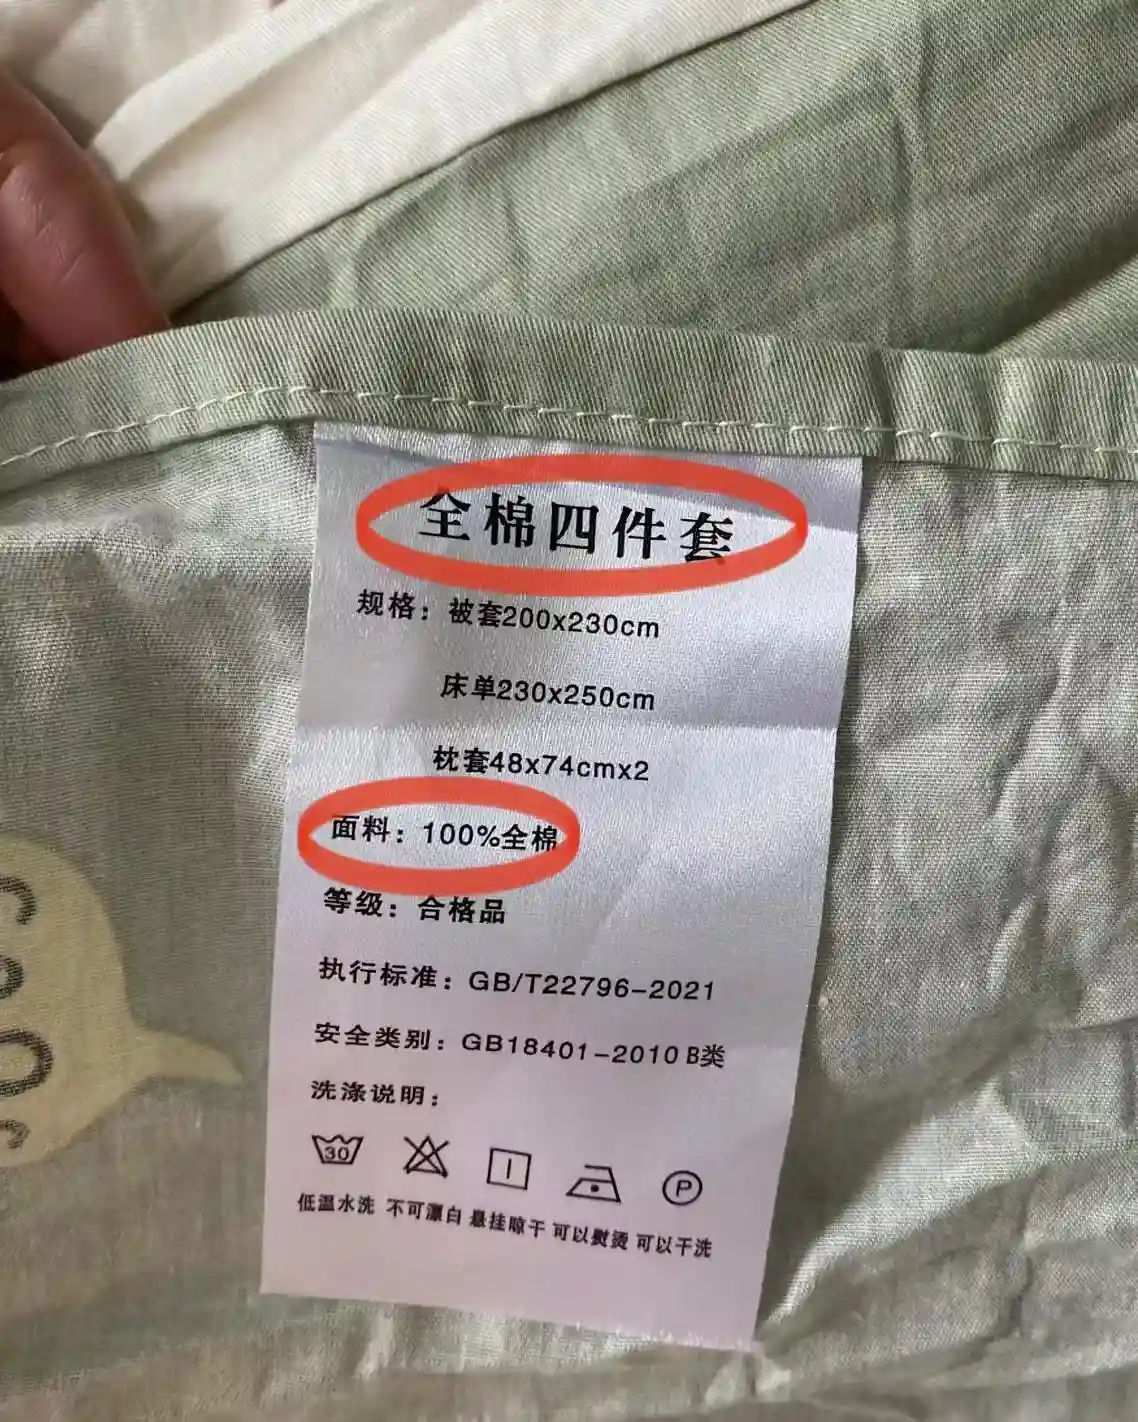 全棉四件套
规格：被套200x230cm
床单230x250cm
枕套48x74cmx2
面料：100%全棉
等级：合格品
执行标准：GB/T22796-2021
安全类别：GB18401-2010 B类
洗涤说明：
30 P
低温水洗 不可漂白 悬挂晾干 可以熨烫 可以干洗